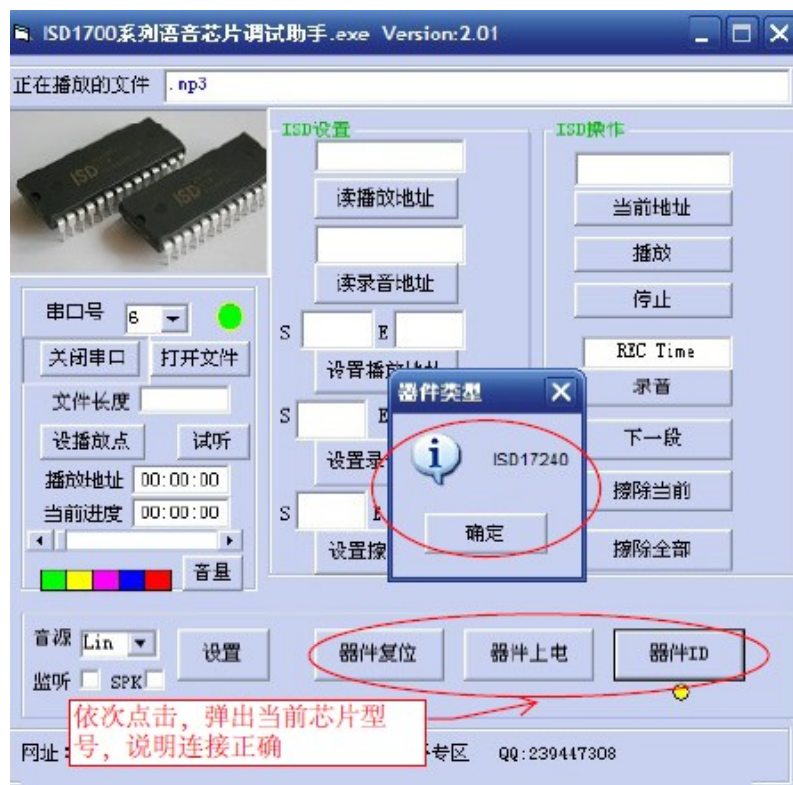 ISD1700系列语音芯片调试助手.exe Version:2.01
正在播放的文件 .mp3
ISD
ISD
串口号 6
关闭串口 打开文件
文件长度
设播放点 试听
播放地址 00:00:00
当前进度 00:00:00
音量
ISD设置
读播放地址
读录音地址
S E
设置播放地址
S E
设置录
S
设置擦
ISD操作
当前地址
播放
停止
REC Time
录音
下一段
擦除当前
擦除全部
器件类型
ISD17240
确定
音源 Lin 设置
监听 SPK
器件复位 器件上电 器件ID
依次点击，弹出当前芯片型
号，说明连接正确
网址: 专区 QQ:239447308